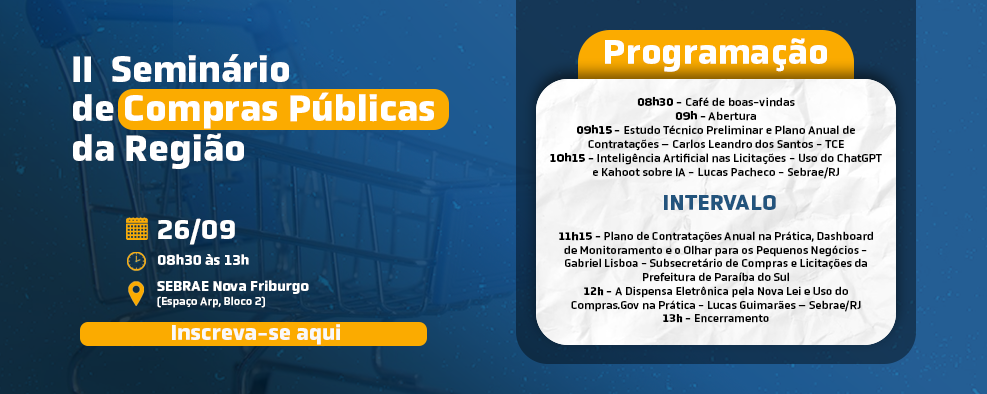 II Seminário
de Compras Públicas
da Região
26/09
08h30 às 13h
SEBRAE Nova Friburgo
(Espaço Arp, Bloco 2)
Inscreva-se aqui
Programação
08h30 - Café de boas-vindas
09h - Abertura
09h15 - Estudo Técnico Preliminar e Plano Anual de
Contratações – Carlos Leandro dos Santos - TCE
10h15 - Inteligência Artificial nas Licitações - Uso do ChatGPT
e Kahoot sobre IA - Lucas Pacheco - Sebrae/RJ
INTERVALO
11h15 - Plano de Contratações Anual na Prática, Dashboard
de Monitoramento e o Olhar para os Pequenos Negócios -
Gabriel Lisboa - Subsecretário de Compras e Licitações da
Prefeitura de Paraíba do Sul
12h - A Dispensa Eletrônica pela Nova Lei e Uso do
Compras.Gov na Prática - Lucas Guimarães – Sebrae/RJ
13h - Encerramento